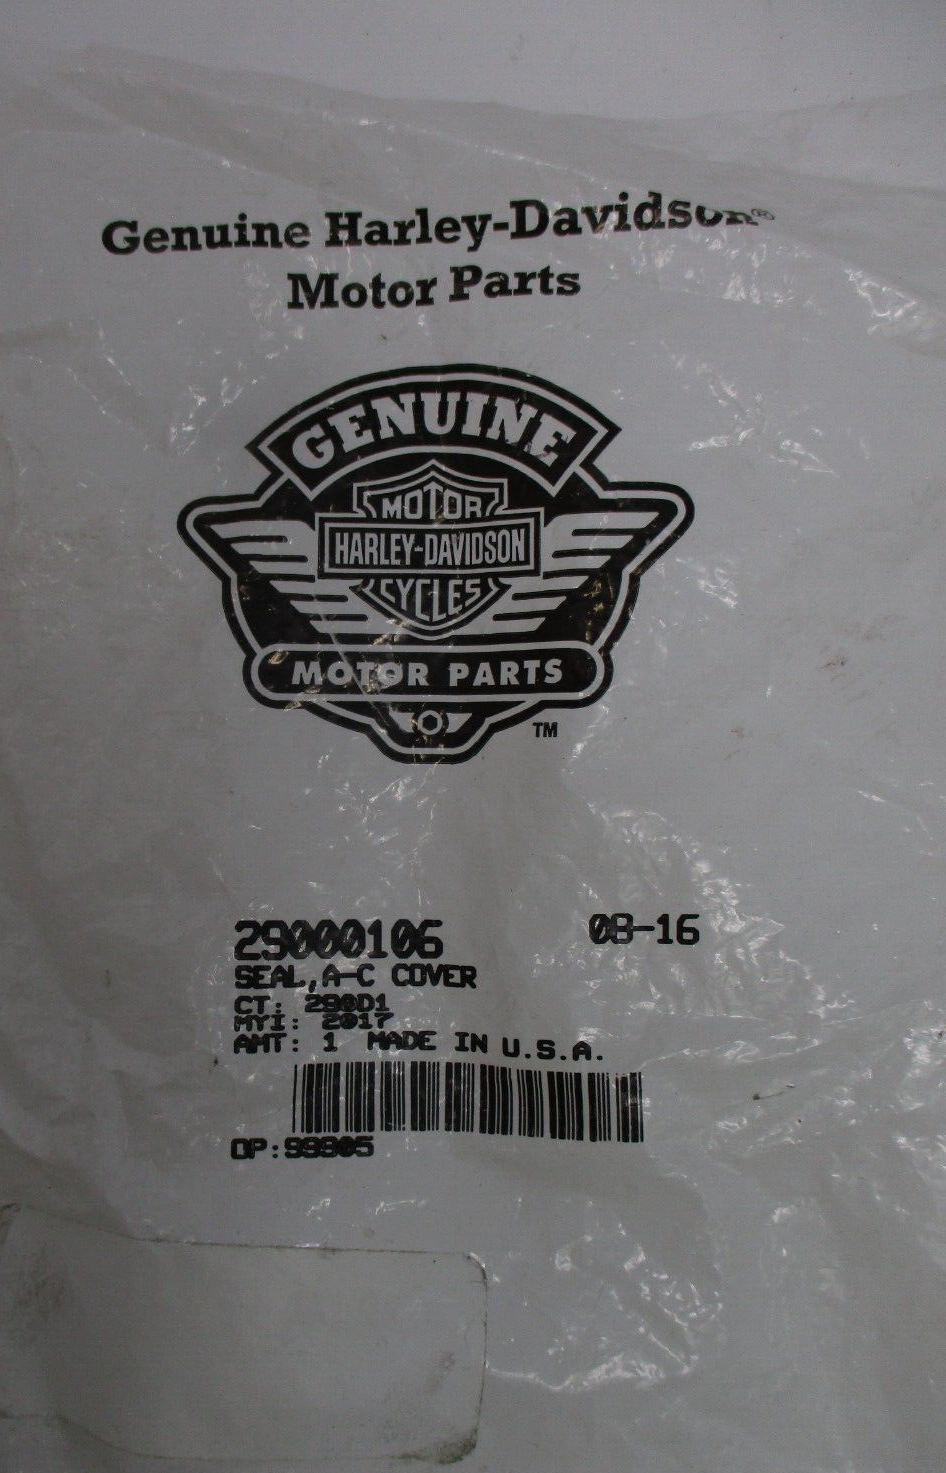 Genuine Harley-Davidson®
Motor Parts
GENUINE
MOTOR
HARLEY-DAVIDSON
CYCLES
MOTOR PARTS
TM
29000106 08-16
SEAL,A-C COVER
CT: 290D1
MYI: 2017
AMT: 1 MADE IN U.S.A.
OP:99905